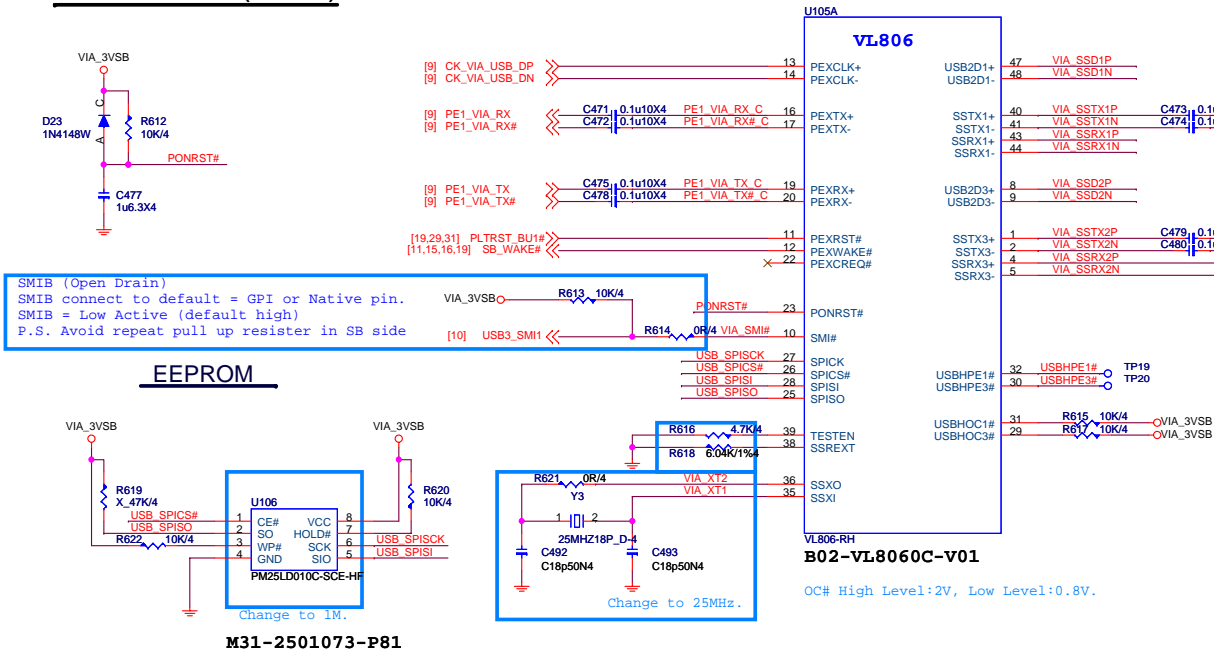 U105A
VL806
VIA_3VSB
D23
1N4148W
C
A
R612
10K/4
PONRST#
C477
1u6.3X4
[9] CK_VIA_USB_DP
[9] CK_VIA_USB_DN
13 PEXCLK+
14 PEXCLK-
[9] PE1_VIA_RX
[9] PE1_VIA_RX#
C471 0.1u10X4 PE1_VIA_RX_C
C472 0.1u10X4 PE1_VIA_RX#_C
16 PEXTX+
17 PEXTX-
[9] PE1_VIA_TX
[9] PE1_VIA_TX#
C475 0.1u10X4 PE1_VIA_TX_C
C478 0.1u10X4 PE1_VIA_TX#_C
19 PEXRX+
20 PEXRX-
[19,29,31] PLTRST_BU1#
[11,15,16,19] SB_WAKE#
11 PEXRST#
12 PEXWAKE#
22 PEXCREQ#
USB2D1+ 47 VIA_SSD1P
USB2D1- 48 VIA_SSD1N
SSTX1+ 40 VIA_SSTX1P C473 0.1
SSTX1- 41 VIA_SSTX1N C474 0.1
SSRX1+ 43 VIA_SSRX1P
SSRX1- 44 VIA_SSRX1N
USB2D3+ 8 VIA_SSD2P
USB2D3- 9 VIA_SSD2N
SSTX3+ 1 VIA_SSTX2P C479 0.1
SSTX3- 2 VIA_SSTX2N C480 0.1
SSRX3+ 4 VIA_SSRX2P
SSRX3- 5 VIA_SSRX2N
SMIB (Open Drain)
SMIB connect to default = GPI or Native pin.
SMIB = Low Active (default high)
P.S. Avoid repeat pull up resister in SB side
VIA_3VSB
R613 10K/4
[10] USB3_SMI1
R614 0R/4 VIA_SMI#
PONRST# 23 PONRST#
10 SMI#
USB_SPISCK 27 SPICK
USB_SPICS# 26 SPICS#
USB_SPISI 28 SPISI
USB_SPISO 25 SPISO
USBHPE1# 32 USBHPE1# TP19
USBHPE3# 30 USBHPE3# TP20
USBHOC1# 31 R615 10K/4 VIA_3VSB
USBHOC3# 29 R617 10K/4 VIA_3VSB
R616 4.7K/4 39 TESTEN
R618 6.04K/1%4 38 SSREXT
R621 0R/4 VIA_XT2 36 SSXO
VIA_XT1 35 SSXI
Y3
1 2
25MHZ18P_D-4
C492
C18p50N4
C493
C18p50N4
Change to 25MHz.
VL806-RH
B02-VL8060C-V01
OC# High Level:2V, Low Level:0.8V.
EEPROM
VIA_3VSB
VIA_3VSB
R619
X_47K/4
R620
10K/4
R622 10K/4
U106
USB_SPICS# 1 CE# VCC 8
USB_SPISO 2 SO HOLD# 7
3 WP# SCK 6 USB_SPISCK
4 GND SIO 5 USB_SPISI
PM25LD010C-SCE-HF
Change to 1M.
M31-2501073-P81